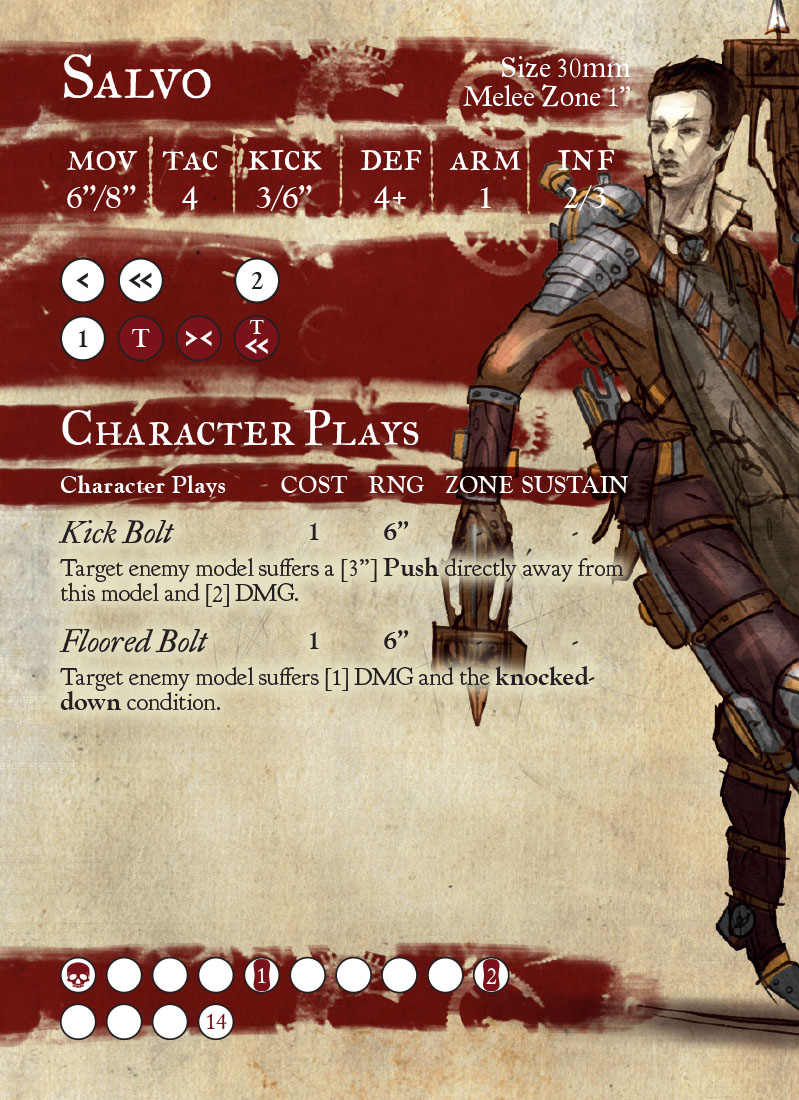 Salvo
Size 30mm
Melee Zone 1”
MOV TAC KICK DEF ARM INF
6”/8” 4 3/6” 4+ 1 2/3
< << 2
1 T >< T <<
Character Plays
Character Plays COST RNG ZONE SUSTAIN
Kick Bolt 1 6” - -
Target enemy model suffers a [3”] Push directly away from
this model and [2] DMG.
Floored Bolt 1 6” - -
Target enemy model suffers [1] DMG and the knocked-
down condition.
1 2
14